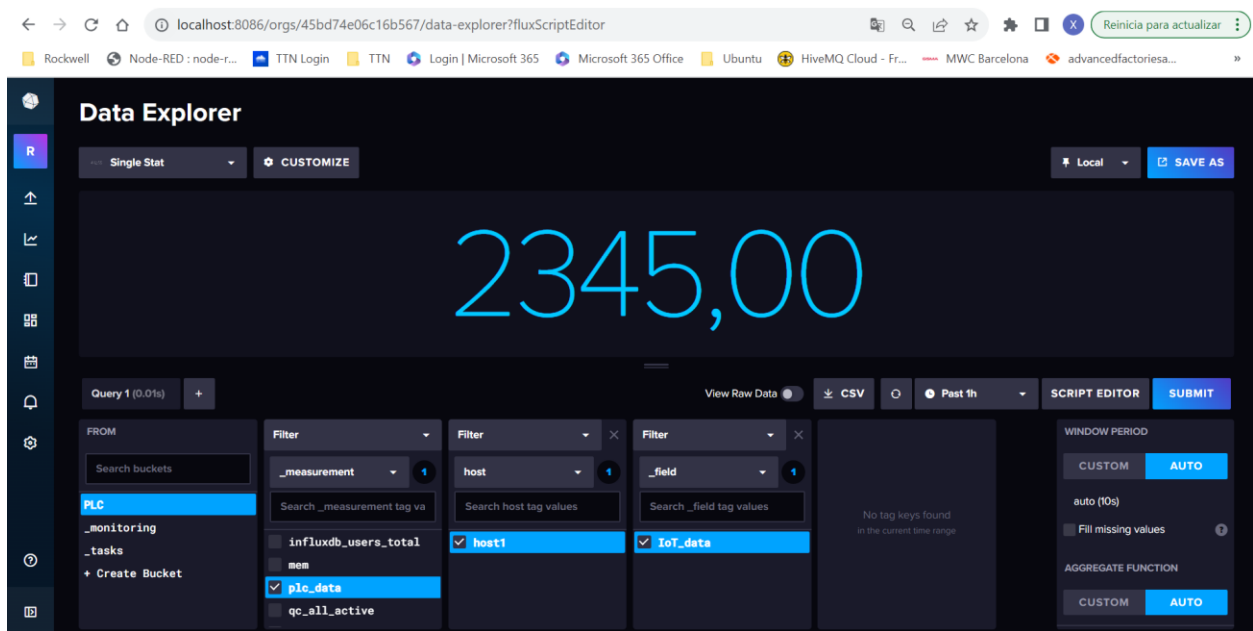 localhost:8086/orgs/45bd74e06c16b567/data-explorer?fluxScriptEditor
X
Reinicia para actualizar
Rockwell
Node-RED : node-r...
TTN Login
TTN
Login | Microsoft 365
Microsoft 365 Office
Ubuntu
HiveMQ Cloud - Fr...
MWC Barcelona
advancedfactoriesa...
»
Data Explorer
R
Single Stat
CUSTOMIZE
Local
SAVE AS
2345,00
Query 1 (0.01s)
+
View Raw Data
CSV
Past 1h
SCRIPT EDITOR
SUBMIT
FROM
Search buckets
PLC
_monitoring
_tasks
+ Create Bucket
Filter
_measurement
1
Search _measurement tag va
influxdb_users_total
mem
plc_data
qc_all_active
Filter
host
1
Search host tag values
host1
Filter
_field
1
Search _field tag values
IoT_data
No tag keys found
in the current time range
WINDOW PERIOD
CUSTOM
AUTO
auto (10s)
Fill missing values
?
AGGREGATE FUNCTION
CUSTOM
AUTO